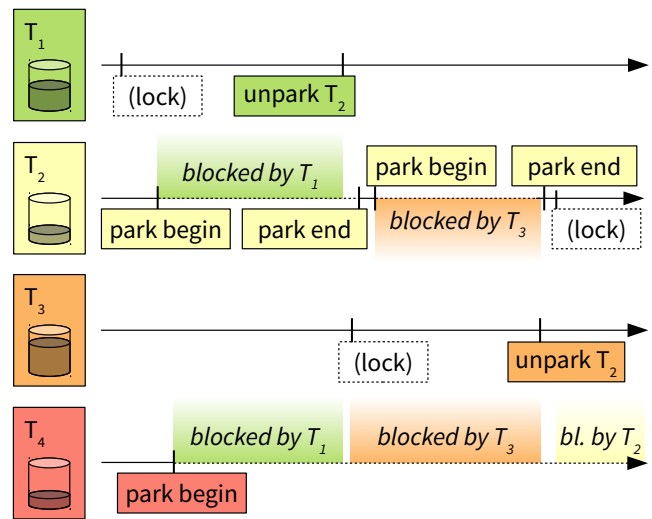 T1
(lock)
unpark T2
T2
blocked by T1
park begin
park end
park begin
park end
blocked by T3
(lock)
T3
(lock)
unpark T2
T4
blocked by T1
blocked by T3
bl. by T2
park begin